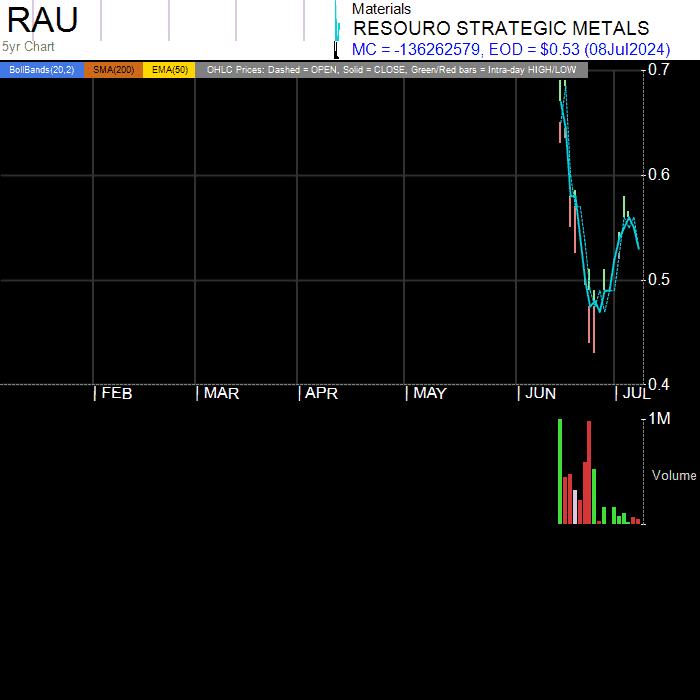 RAU
5yr Chart
Materials
RESOURO STRATEGIC METALS
MC = -136262579, EOD = $0.53 (08Jul2024)
BollBands(20,2) SMA(200) EMA(50) OHLC Prices: Dashed = OPEN, Solid = CLOSE, Green/Red bars = Intra-day HIGH/LOW
0.7
0.6
0.5
0.4
| FEB | MAR | APR | MAY | JUN | JUL
1M
Volume